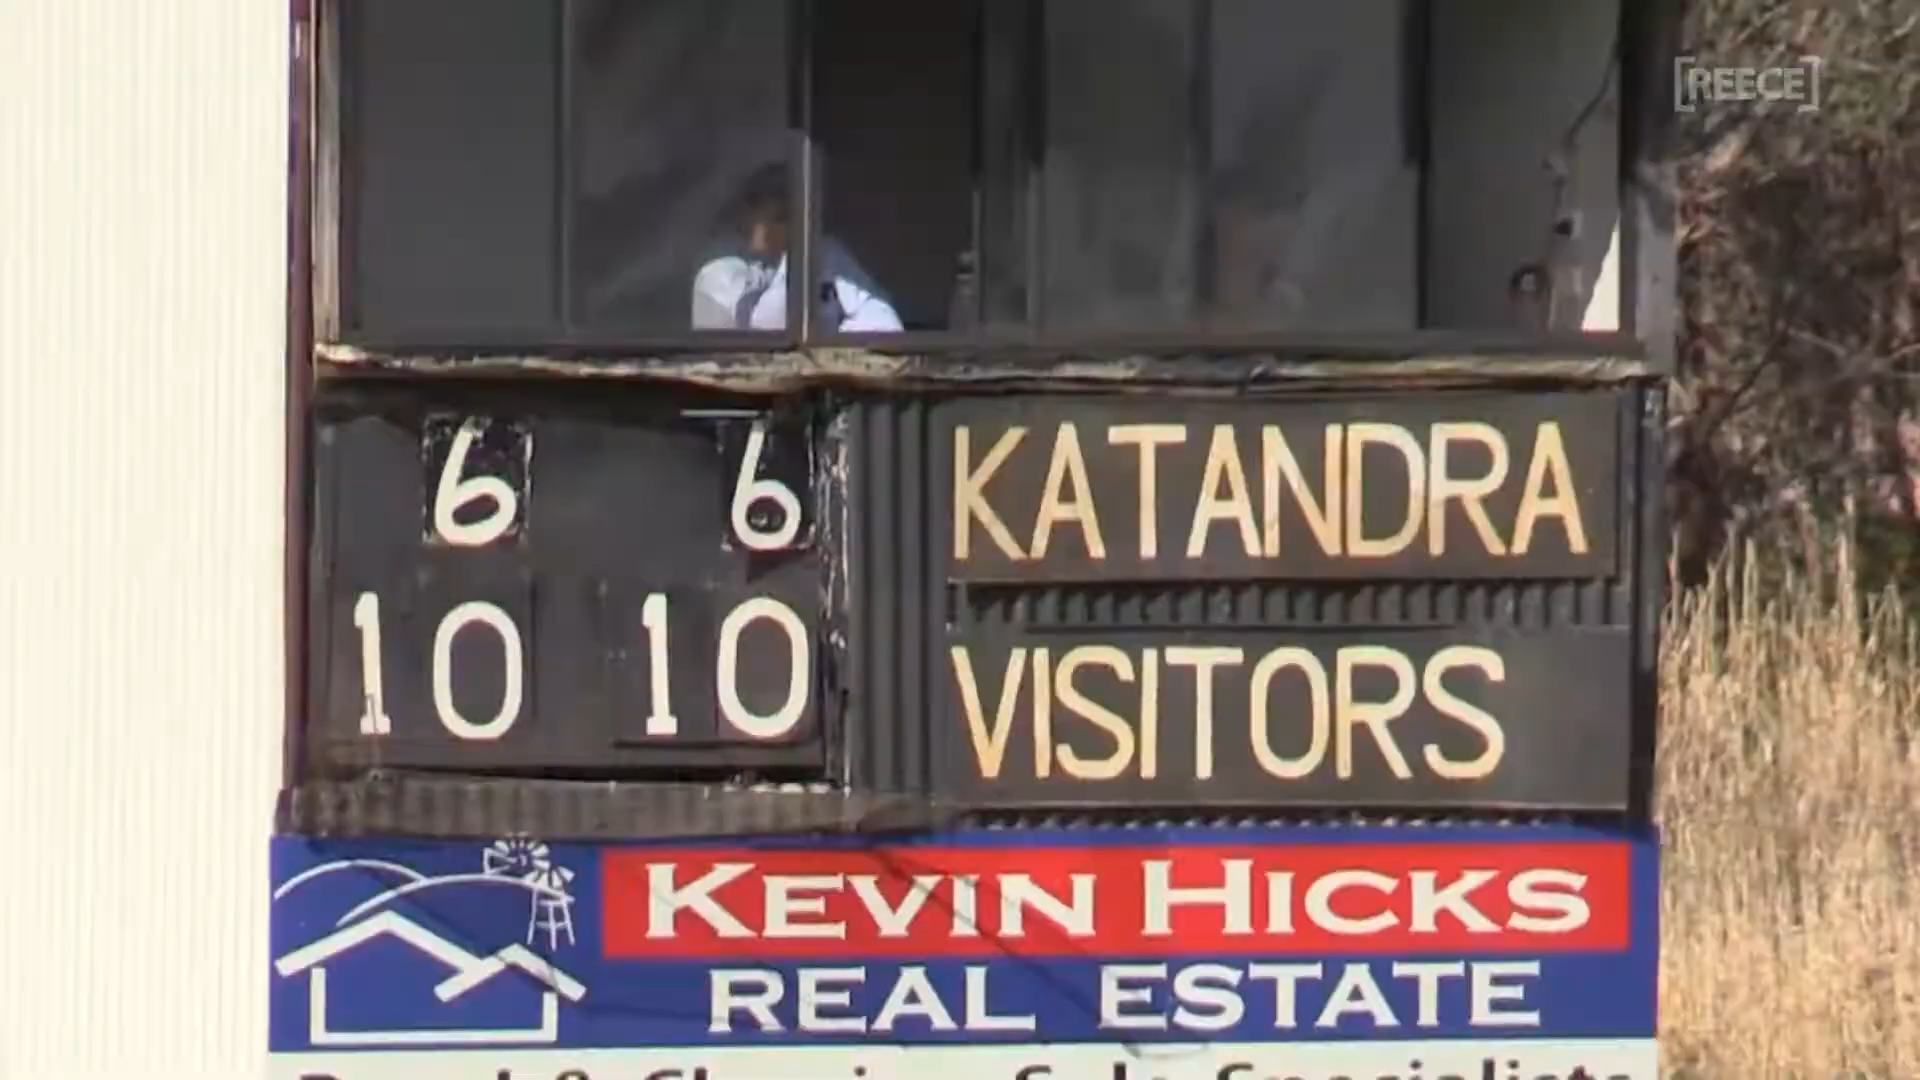 [REECE]
6 6 KATANDRA
10 10 VISITORS
KEVIN HICKS
REAL ESTATE